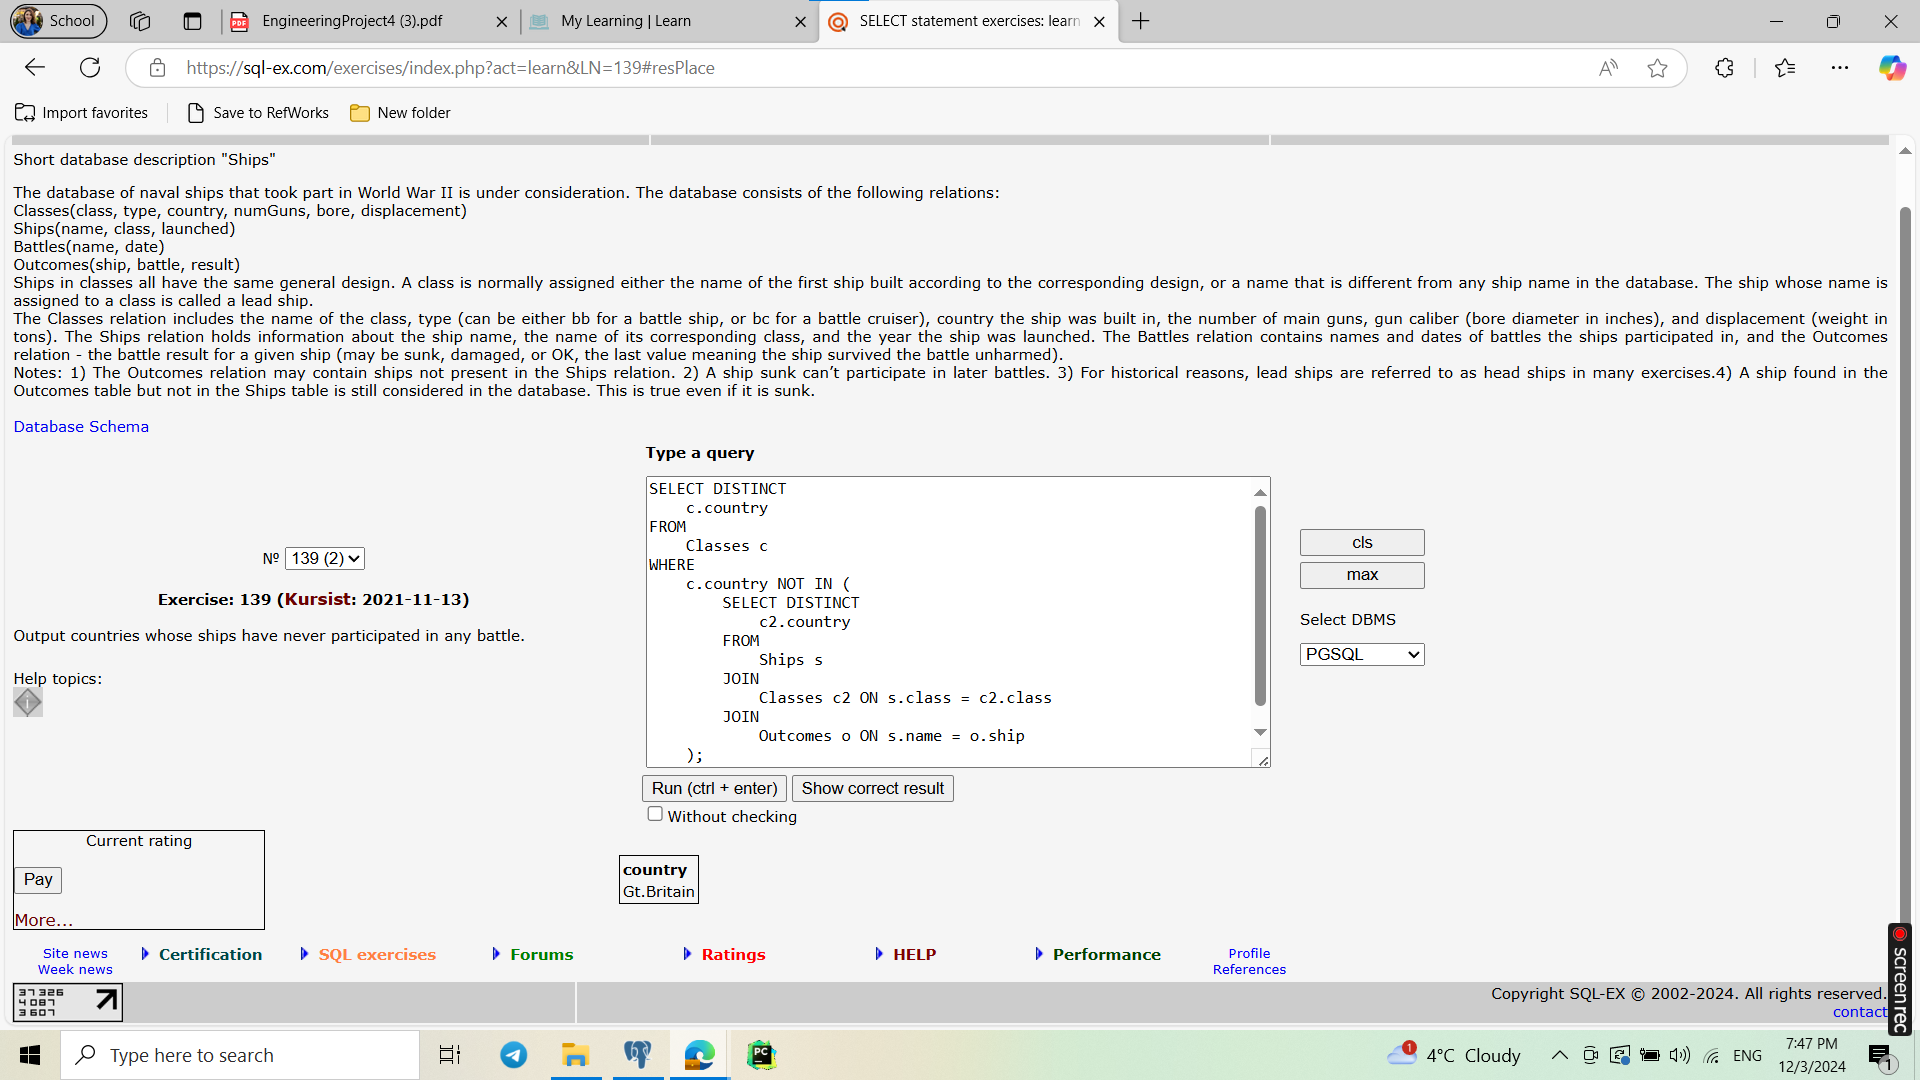 School
EngineeringProject4 (3).pdf
My Learning | Learn
SELECT statement exercises: learn
https://sql-ex.com/exercises/index.php?act=learn&LN=139#resPlace
Import favorites
Save to RefWorks
New folder
Short database description "Ships"
The database of naval ships that took part in World War II is under consideration. The database consists of the following relations:
Classes(class, type, country, numGuns, bore, displacement)
Ships(name, class, launched)
Battles(name, date)
Outcomes(ship, battle, result)
Ships in classes all have the same general design. A class is normally assigned either the name of the first ship built according to the corresponding design, or a name that is different from any ship name in the database. The ship whose name is
assigned to a class is called a lead ship.
The Classes relation includes the name of the class, type (can be either bb for a battle ship, or bc for a battle cruiser), country the ship was built in, the number of main guns, gun caliber (bore diameter in inches), and displacement (weight in
tons). The Ships relation holds information about the ship name, the name of its corresponding class, and the year the ship was launched. The Battles relation contains names and dates of battles the ships participated in, and the Outcomes
relation - the battle result for a given ship (may be sunk, damaged, or OK, the last value meaning the ship survived the battle unharmed).
Notes: 1) The Outcomes relation may contain ships not present in the Ships relation. 2) A ship sunk can't participate in later battles. 3) For historical reasons, lead ships are referred to as head ships in many exercises.4) A ship found in the
Outcomes table but not in the Ships table is still considered in the database. This is true even if it is sunk.
Database Schema
Type a query
SELECT DISTINCT
c.country
FROM
Classes c
WHERE
c.country NOT IN (
SELECT DISTINCT
c2.country
FROM
Ships s
JOIN
Classes c2 ON s.class = c2.class
JOIN
Outcomes o ON s.name = o.ship
);
cls
max
Select DBMS
PGSQL
№ 139 (2)
Exercise: 139 (Kursist: 2021-11-13)
Output countries whose ships have never participated in any battle.
Help topics:
Run (ctrl + enter)
Show correct result
Without checking
Current rating
Pay
More...
country
Gt.Britain
Site news
Week news
Certification
SQL exercises
Forums
Ratings
HELP
Performance
Profile
References
37 326
4 087
3 607
Copyright SQL-EX © 2002-2024. All rights reserved.
contact
screenrec
Type here to search
PC
1
4°C Cloudy
ENG
7:47 PM
12/3/2024
1